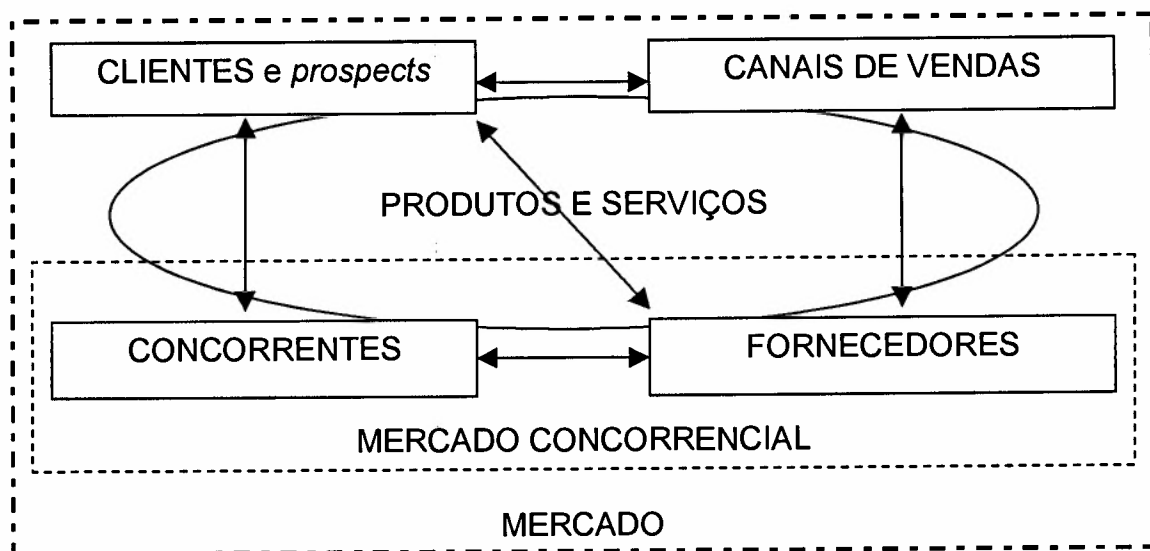 CLIENTES e prospects
CANAIS DE VENDAS
PRODUTOS E SERVIÇOS
CONCORRENTES
FORNECEDORES
MERCADO CONCORRENCIAL
MERCADO